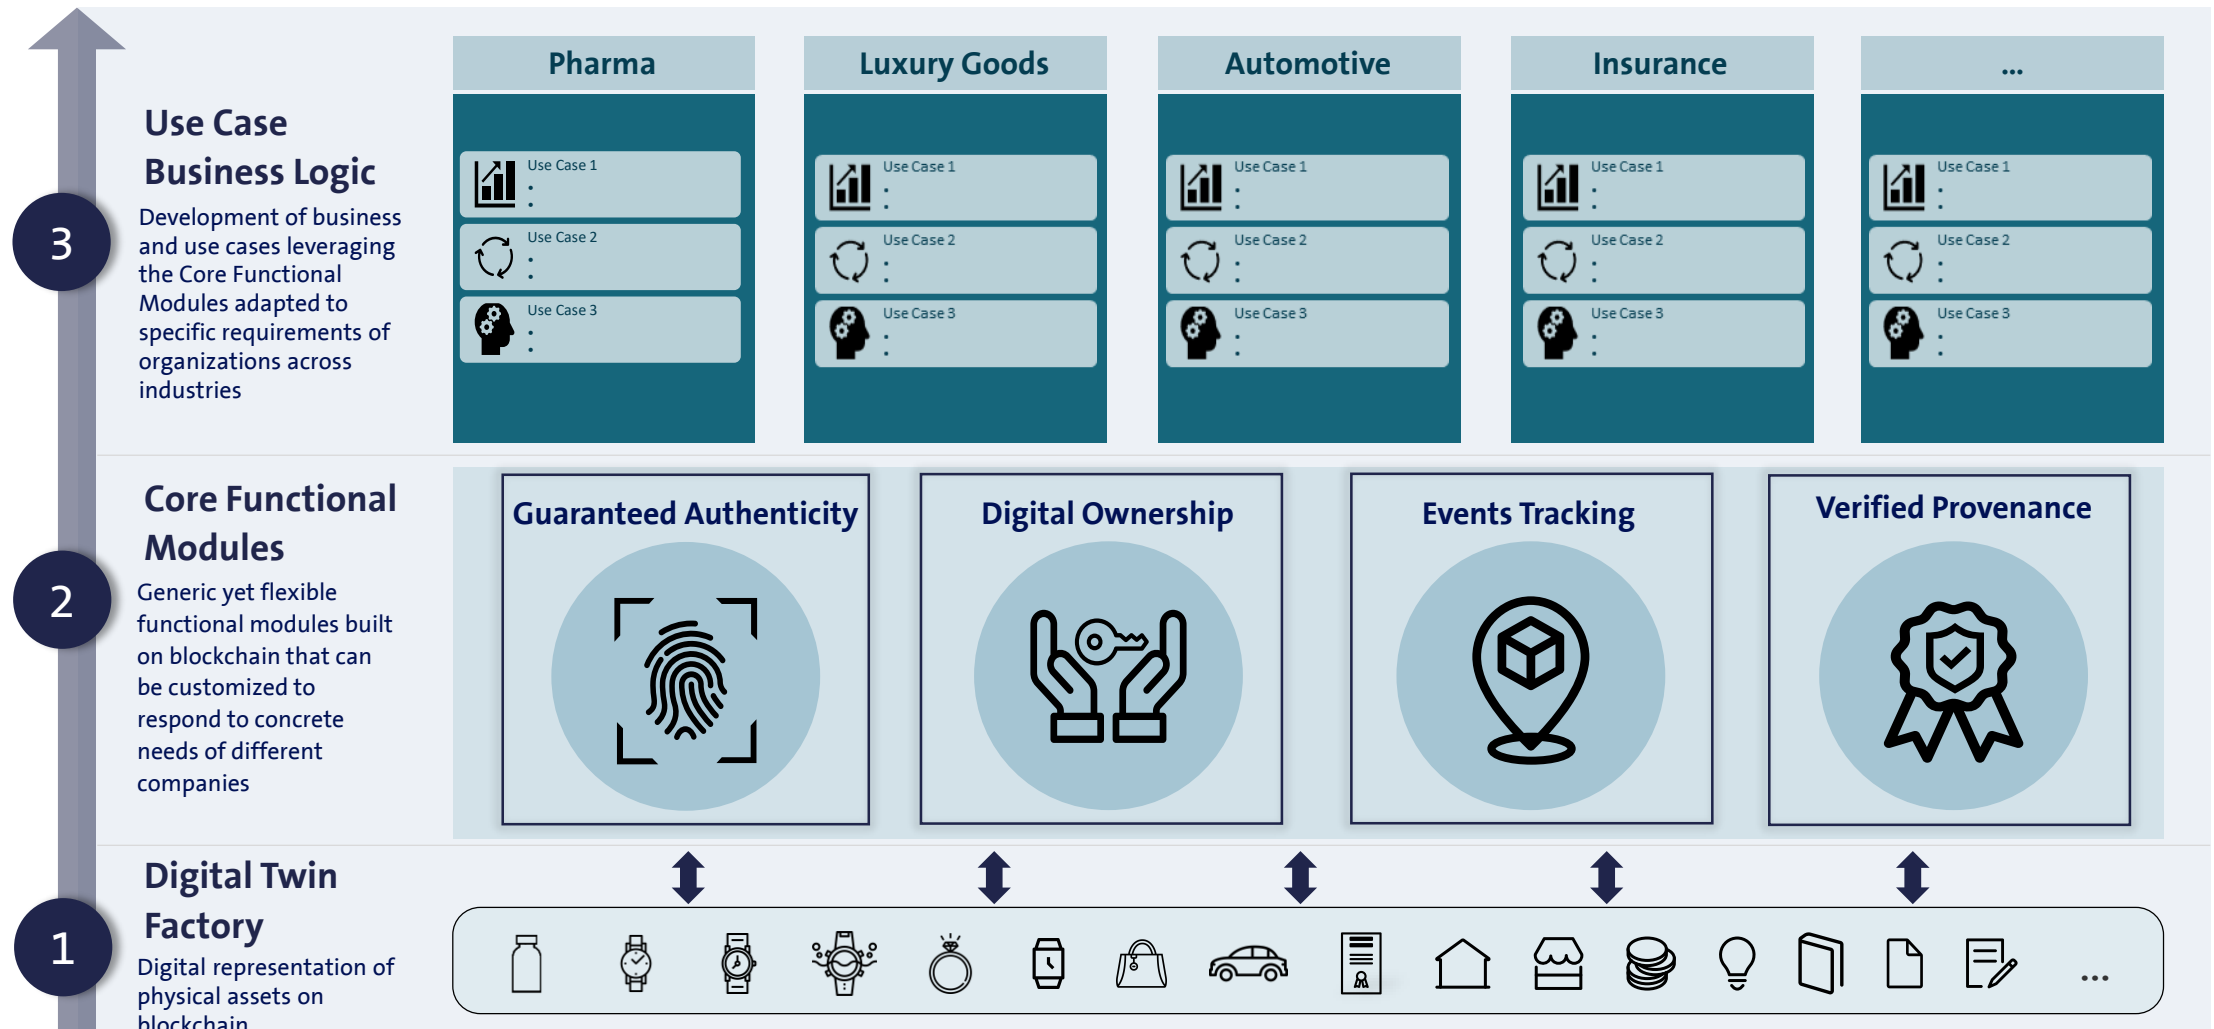 Pharma
Luxury Goods
Automotive
Insurance
...
Use Case
Business Logic
3
Development of business
and use cases leveraging
the Core Functional
Modules adapted to
specific requirements of
organizations across
industries
Use Case 1
:
Use Case 2
:
Use Case 3
:
Use Case 1
:
Use Case 2
:
Use Case 3
:
Use Case 1
:
Use Case 2
:
Use Case 3
:
Use Case 1
:
Use Case 2
:
Use Case 3
:
Use Case 1
:
Use Case 2
:
Use Case 3
:
Core Functional
Modules
2
Generic yet flexible
functional modules built
on blockchain that can
be customized to
respond to concrete
needs of different
companies
Guaranteed Authenticity
Digital Ownership
Events Tracking
Verified Provenance
Digital Twin
Factory
1
Digital representation of
physical assets on
blockchain
...